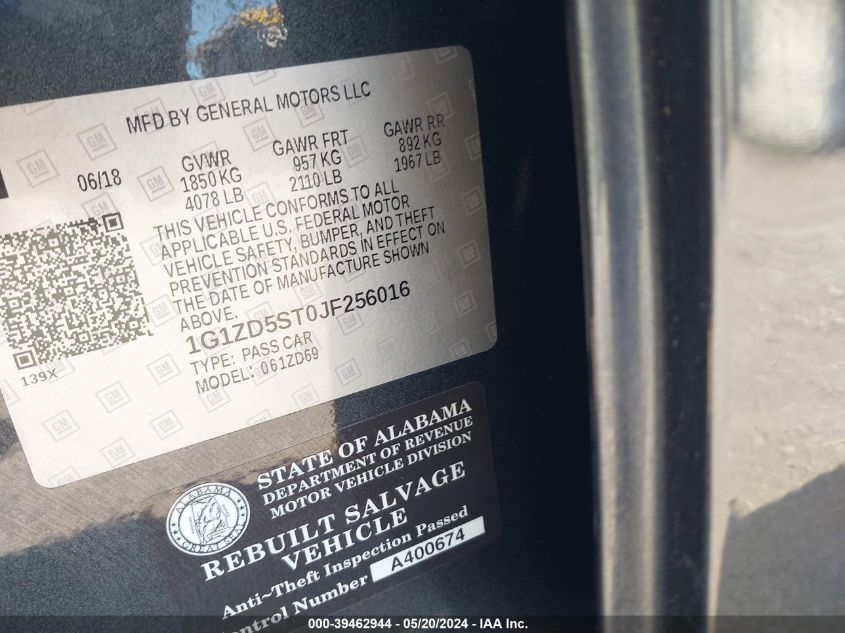 MFD BY GENERAL MOTORS LLC
06/18
GVWR
1850 KG
4078 LB
GAWR FRT
957 KG
2110 LB
GAWR RR
892 KG
1967 LB
THIS VEHICLE CONFORMS TO ALL
APPLICABLE U.S. FEDERAL MOTOR
VEHICLE SAFETY, BUMPER, AND THEFT
PREVENTION STANDARDS IN EFFECT ON
THE DATE OF MANUFACTURE SHOWN
ABOVE.
1G1ZD5ST0JF256016
TYPE: PASS CAR
MODEL: 061ZD69
139X
STATE OF ALABAMA
DEPARTMENT OF REVENUE
MOTOR VEHICLE DIVISION
ALABAMA
REBUILT SALVAGE
VEHICLE
Anti~Theft Inspection Passed
Control Number A400674
000-39462944 - 05/20/2024 - IAA Inc.